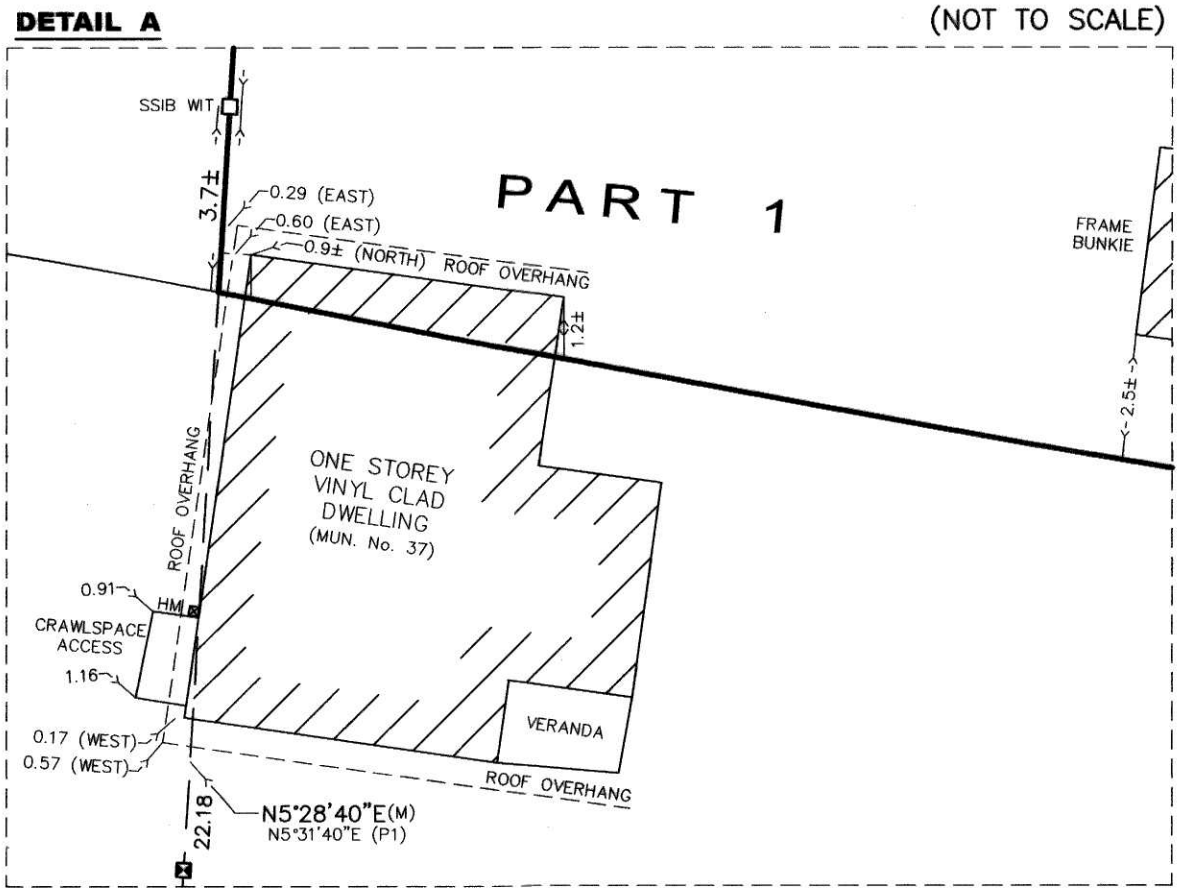 DETAIL A
(NOT TO SCALE)
SSIB WIT
3.7±
PART 1
0.29 (EAST)
0.60 (EAST)
0.9± (NORTH) ROOF OVERHANG
FRAME
BUNKIE
1.2±
2.5±
ROOF OVERHANG
ONE STOREY
VINYL CLAD
DWELLING
(MUN. No. 37)
0.91
HM
CRAWLSPACE
ACCESS
1.16
VERANDA
0.17 (WEST)
0.57 (WEST)
ROOF OVERHANG
22.18
N5°28'40"E(M)
N5°31'40"E (P1)